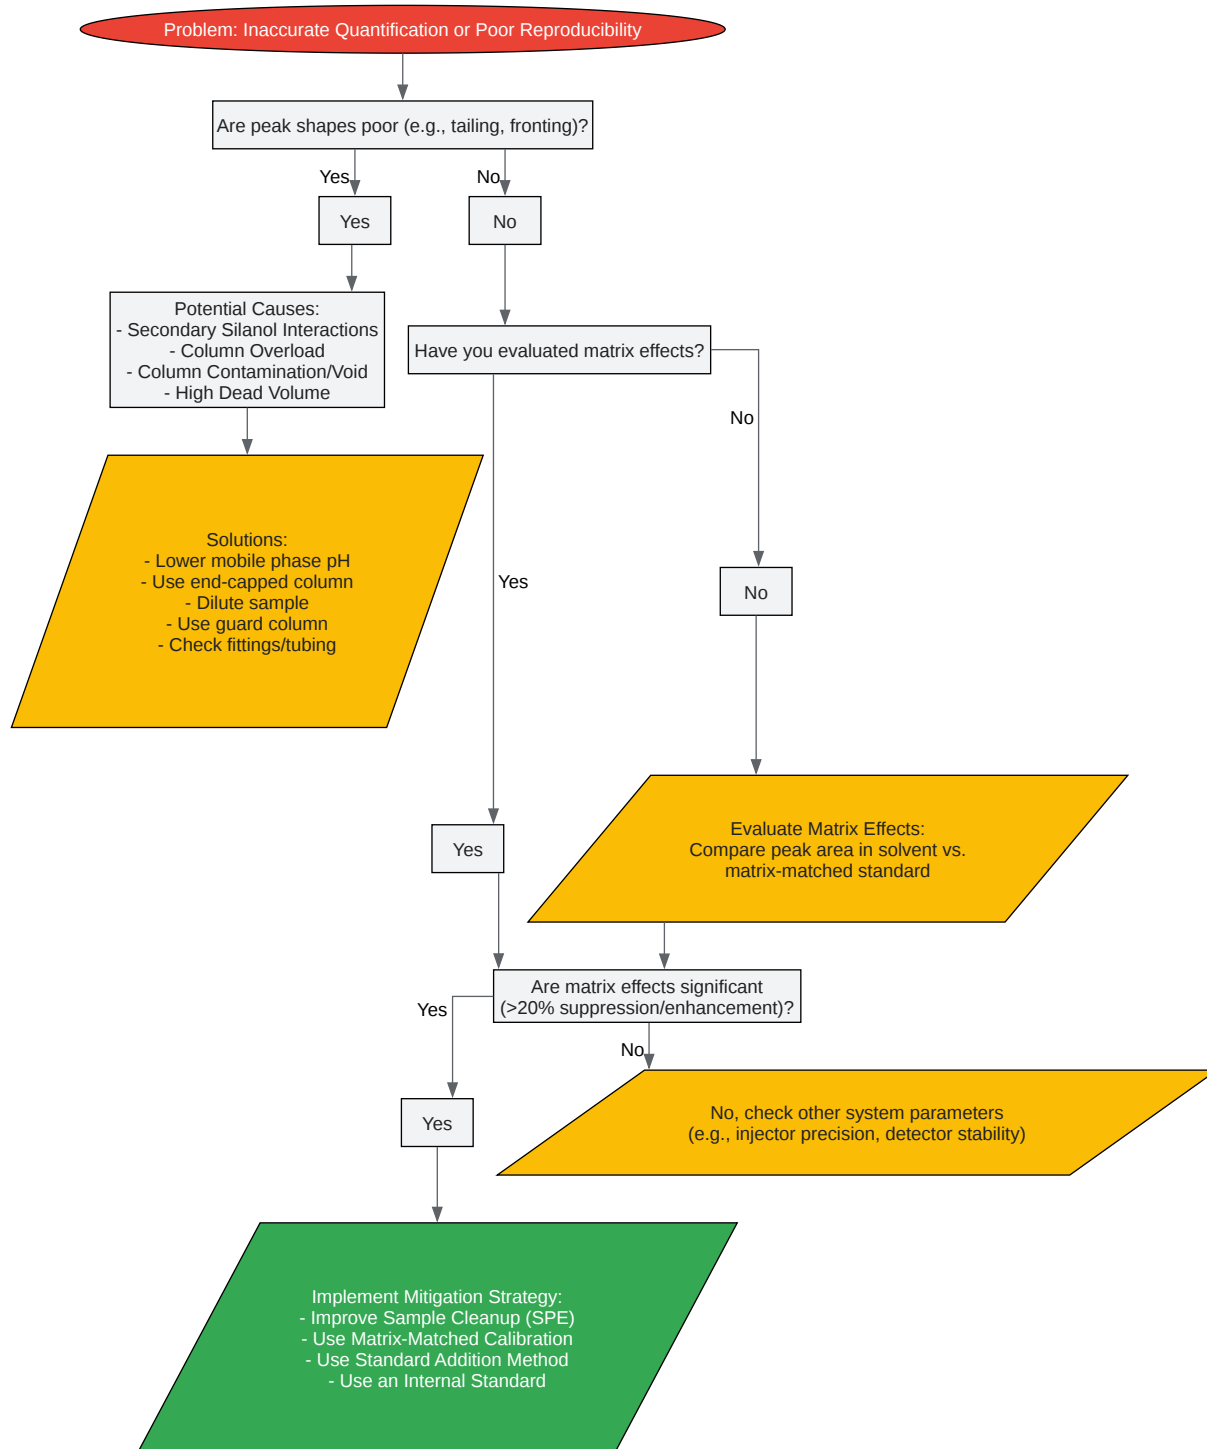 Problem: Inaccurate Quantification or Poor Reproducibility
Are peak shapes poor (e.g., tailing, fronting)?
Yes
No
Yes
No
Potential Causes:
- Secondary Silanol Interactions
- Column Overload
- Column Contamination/Void
- High Dead Volume
Have you evaluated matrix effects?
No
Solutions:
- Lower mobile phase pH
- Use end-capped column
- Dilute sample
- Use guard column
- Check fittings/tubing
Yes
No
Yes
Evaluate Matrix Effects:
Compare peak area in solvent vs.
matrix-matched standard
Are matrix effects significant
(>20% suppression/enhancement)?
Yes
No
Yes
No, check other system parameters
(e.g., injector precision, detector stability)
Implement Mitigation Strategy:
- Improve Sample Cleanup (SPE)
- Use Matrix-Matched Calibration
- Use Standard Addition Method
- Use an Internal Standard